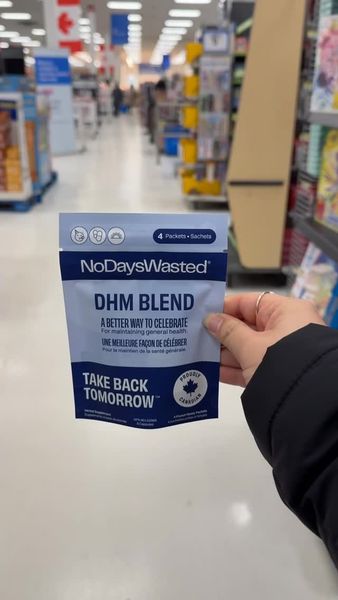 4 Packets • Sachets
NoDaysWasted®
DHM BLEND
A BETTER WAY TO CELEBRATE
For maintaining general health.
UNE MEILLEURE FAÇON DE CÉLÉBRER
Pour le maintien de la santé générale.
TAKE BACK
TOMORROW™
PROUDLY
CANADIAN